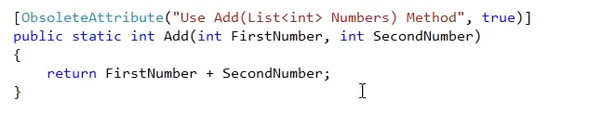 [ObsoleteAttribute("Use Add(List<int> Numbers) Method", true)]
public static int Add(int FirstNumber, int SecondNumber)
{
    return FirstNumber + SecondNumber;
}